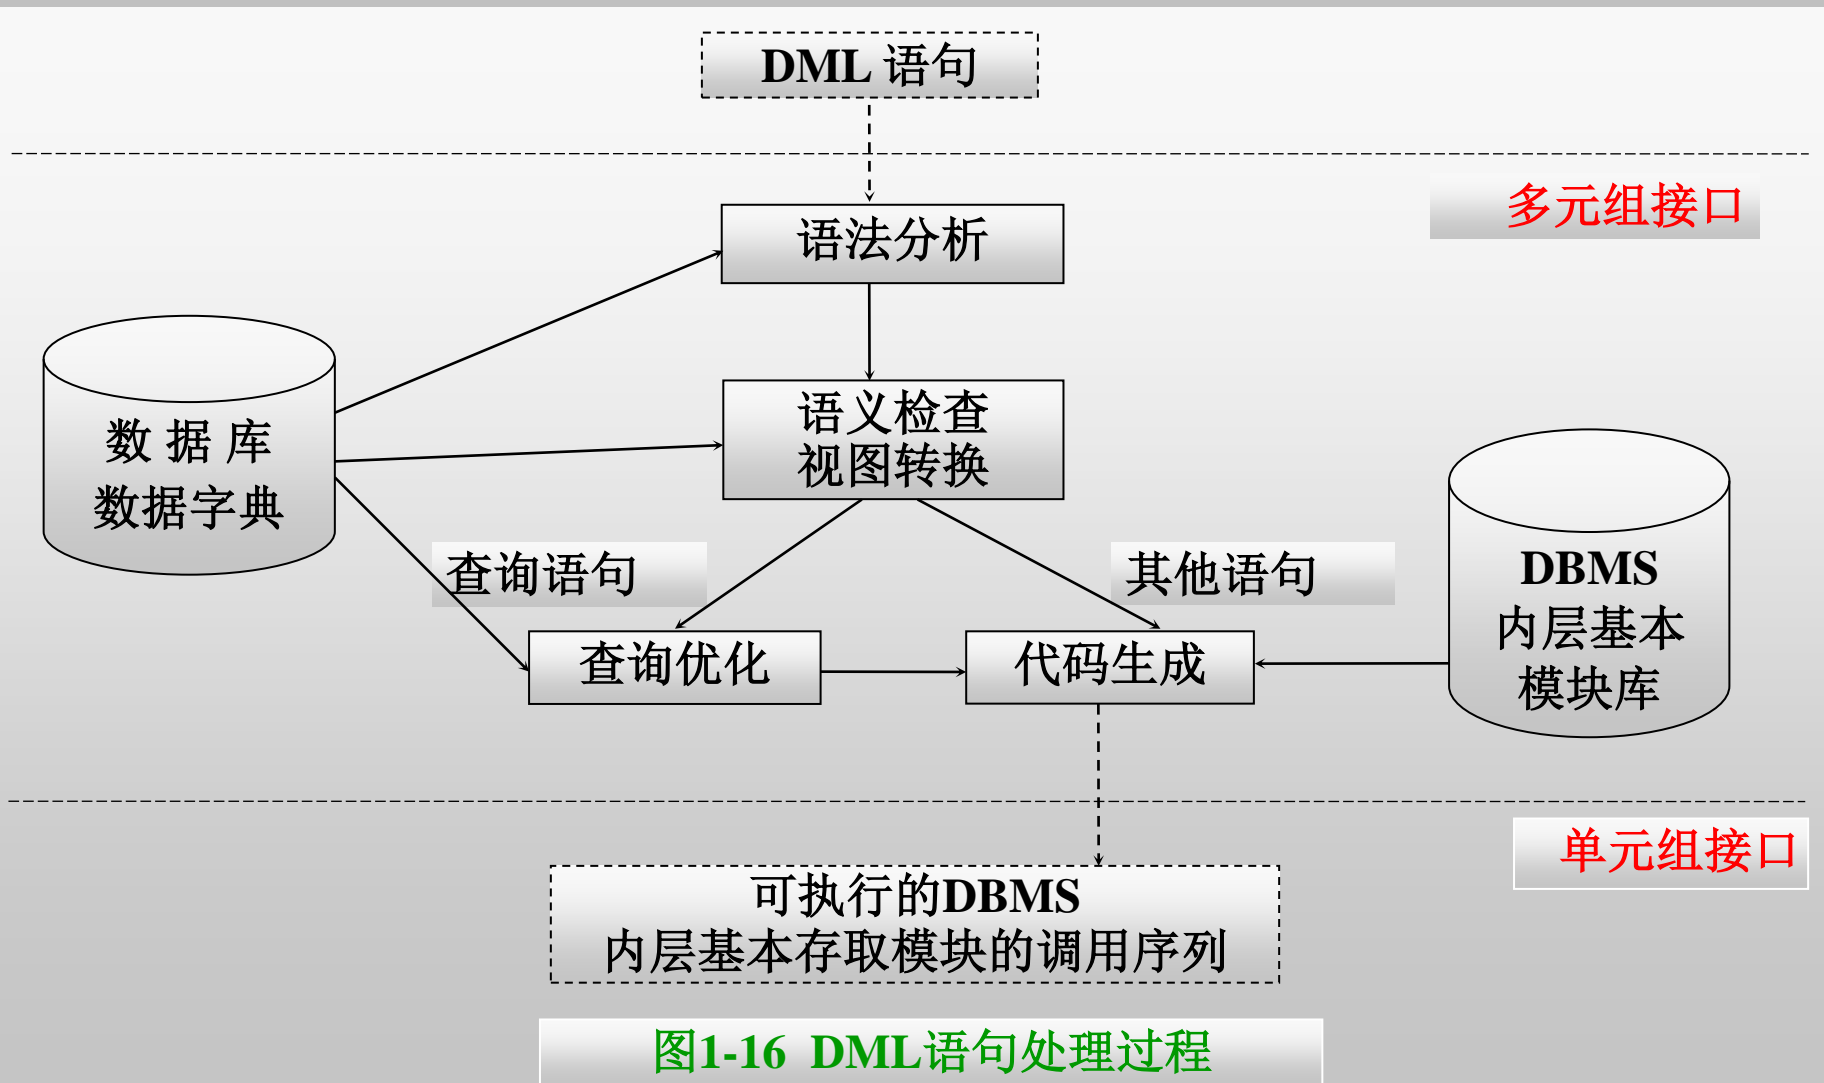 DML 语句
多元组接口
语法分析
语义检查
视图转换
数 据 库
数据字典
查询语句
其他语句
DBMS
内层基本
模块库
查询优化
代码生成
单元组接口
可执行的DBMS
内层基本存取模块的调用序列
图1-16 DML语句处理过程